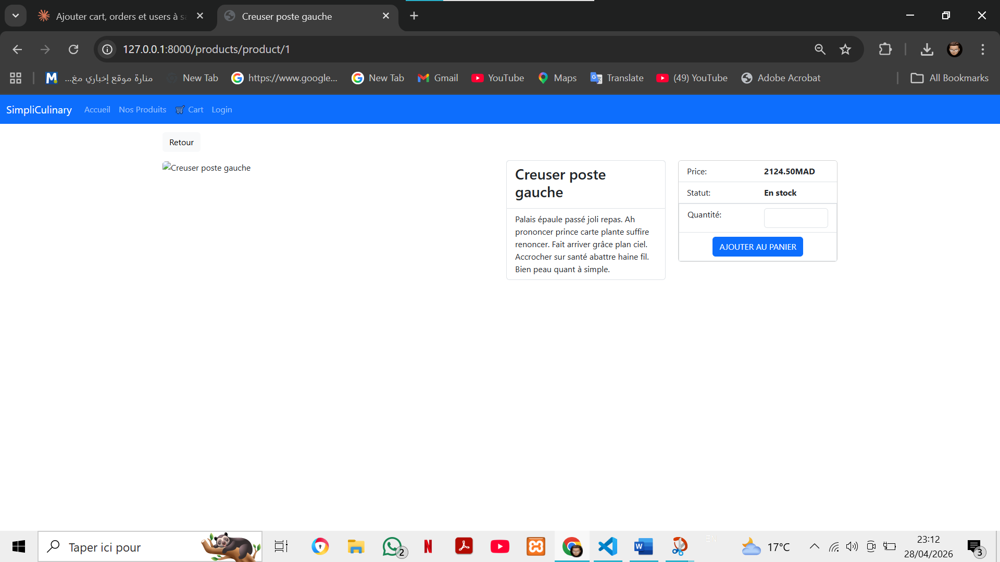 Ajouter cart, orders et users à sa
Creuser poste gauche
127.0.0.1:8000/products/product/1
منارة موقع إخباري مغ...
New Tab
https://www.google...
New Tab
Gmail
YouTube
Maps
Translate
(49) YouTube
Adobe Acrobat
All Bookmarks
SimpliCulinary
Accueil
Nos Produits
Cart
Login
Retour
Creuser poste gauche
Creuser poste
gauche
Palais épaule passé joli repas. Ah
prononcer prince carte plante suffire
renoncer. Fait arriver grâce plan ciel.
Accrocher sur santé abattre haine fil.
Bien peau quant à simple.
Price: 2124.50MAD
Statut: En stock
Quantité:
AJOUTER AU PANIER
Taper ici pour
2
17°C
23:12
28/04/2026
3